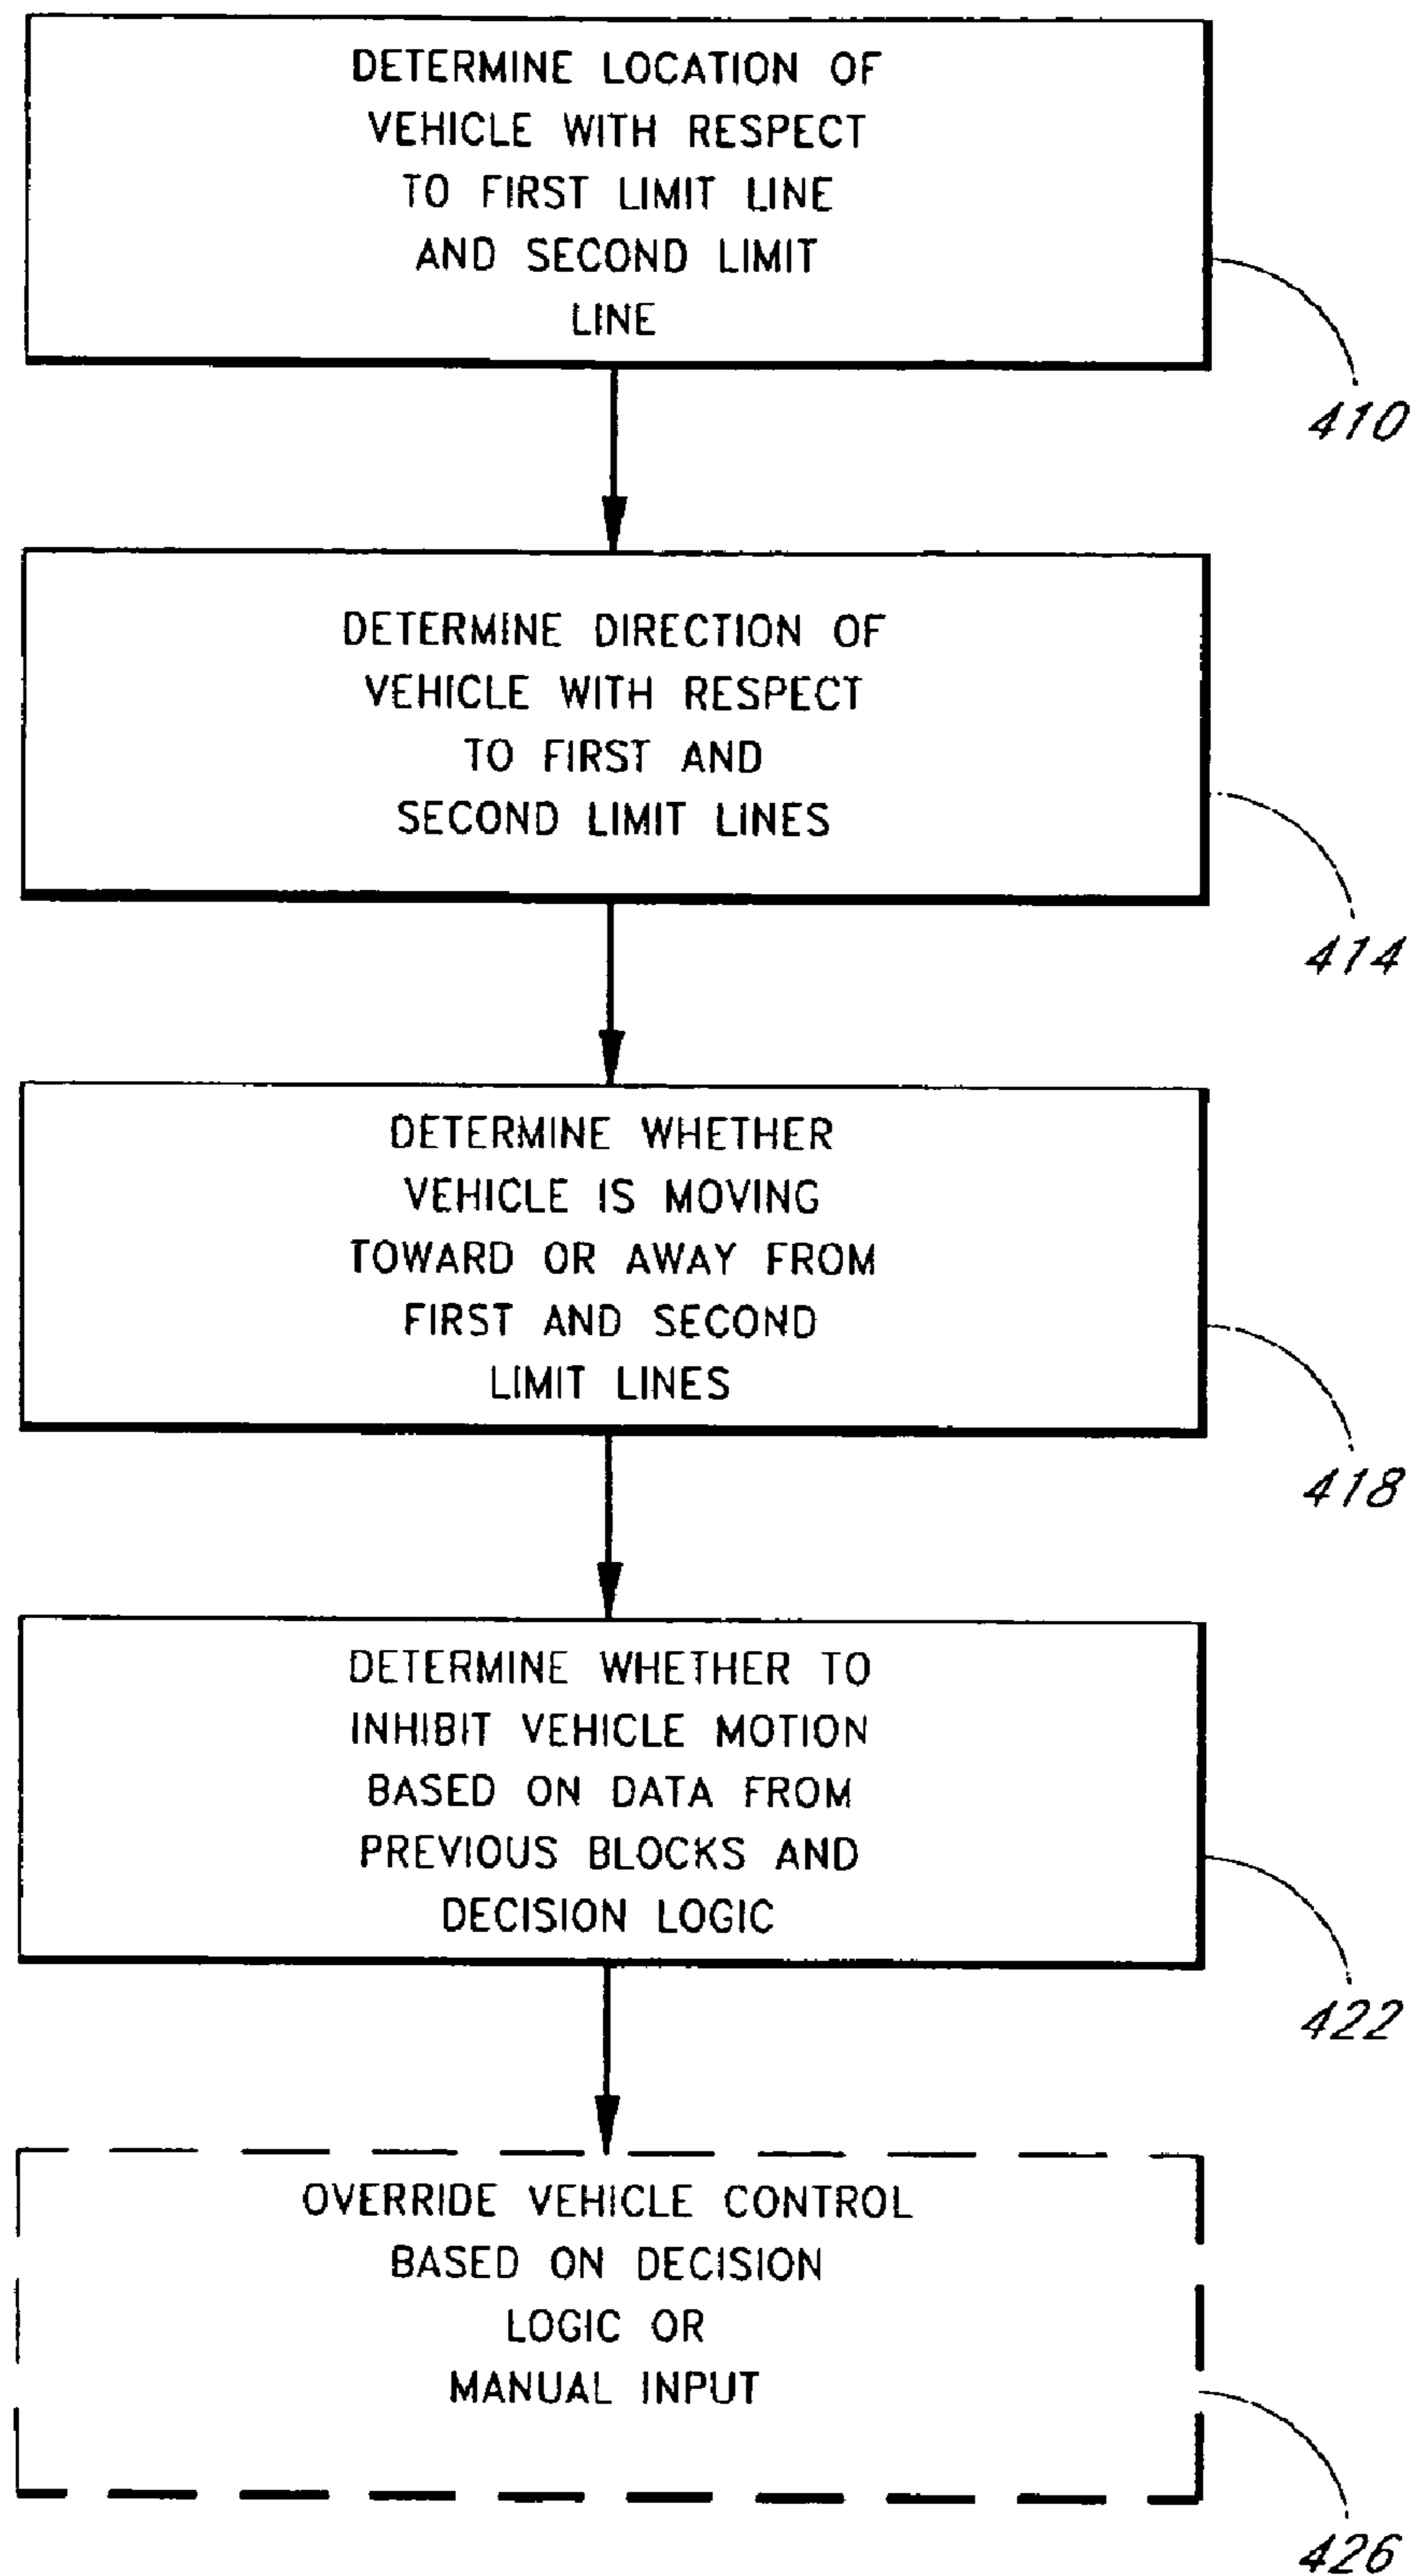 DETERMINE LOCATION OF
VEHICLE WITH RESPECT
TO FIRST LIMIT LINE
AND SECOND LIMIT
LINE
410
DETERMINE DIRECTION OF
VEHICLE WITH RESPECT
TO FIRST AND
SECOND LIMIT LINES
414
DETERMINE WHETHER
VEHICLE IS MOVING
TOWARD OR AWAY FROM
FIRST AND SECOND
LIMIT LINES
418
DETERMINE WHETHER TO
INHIBIT VEHICLE MOTION
BASED ON DATA FROM
PREVIOUS BLOCKS AND
DECISION LOGIC
422
OVERRIDE VEHICLE CONTROL
BASED ON DECISION
LOGIC OR
MANUAL INPUT
426